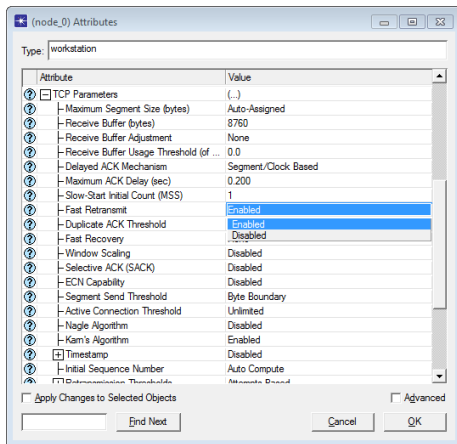 (node_0) Attributes
Type: workstation
Attribute Value
TCP Parameters (...)
Maximum Segment Size (bytes) Auto-Assigned
Receive Buffer (bytes) 8760
Receive Buffer Adjustment None
Receive Buffer Usage Threshold (of ... 0.0
Delayed ACK Mechanism Segment/Clock Based
Maximum ACK Delay (sec) 0.200
Slow-Start Initial Count (MSS) 1
Fast Retransmit Enabled
Duplicate ACK Threshold Enabled
Disabled
Fast Recovery
Window Scaling Disabled
Selective ACK (SACK) Disabled
ECN Capability Disabled
Segment Send Threshold Byte Boundary
Active Connection Threshold Unlimited
Nagle Algorithm Disabled
Karn's Algorithm Enabled
Timestamp Disabled
Initial Sequence Number Auto Compute
Retransmission Thresholds Attempts Based
Apply Changes to Selected Objects Advanced
Find Next Cancel OK